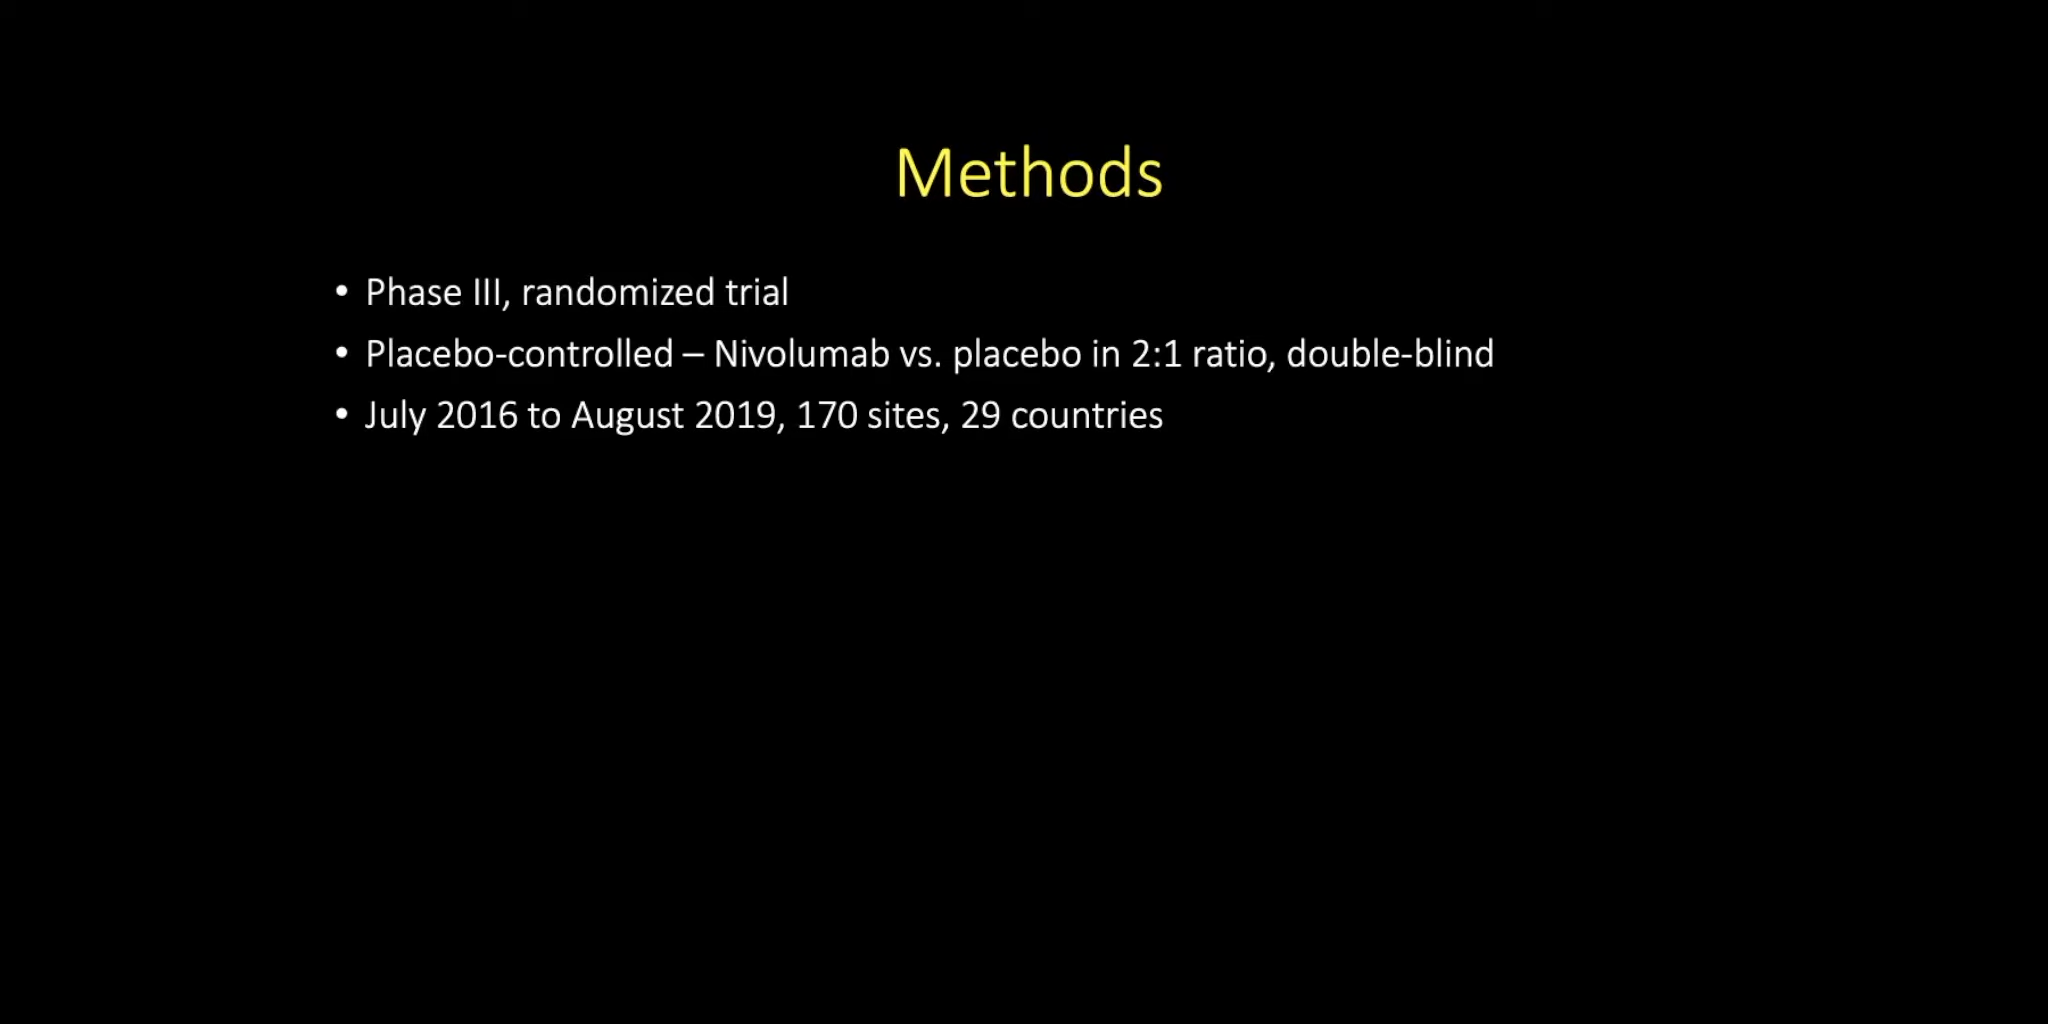 Methods
• Phase III, randomized trial
• Placebo-controlled – Nivolumab vs. placebo in 2:1 ratio, double-blind
• July 2016 to August 2019, 170 sites, 29 countries